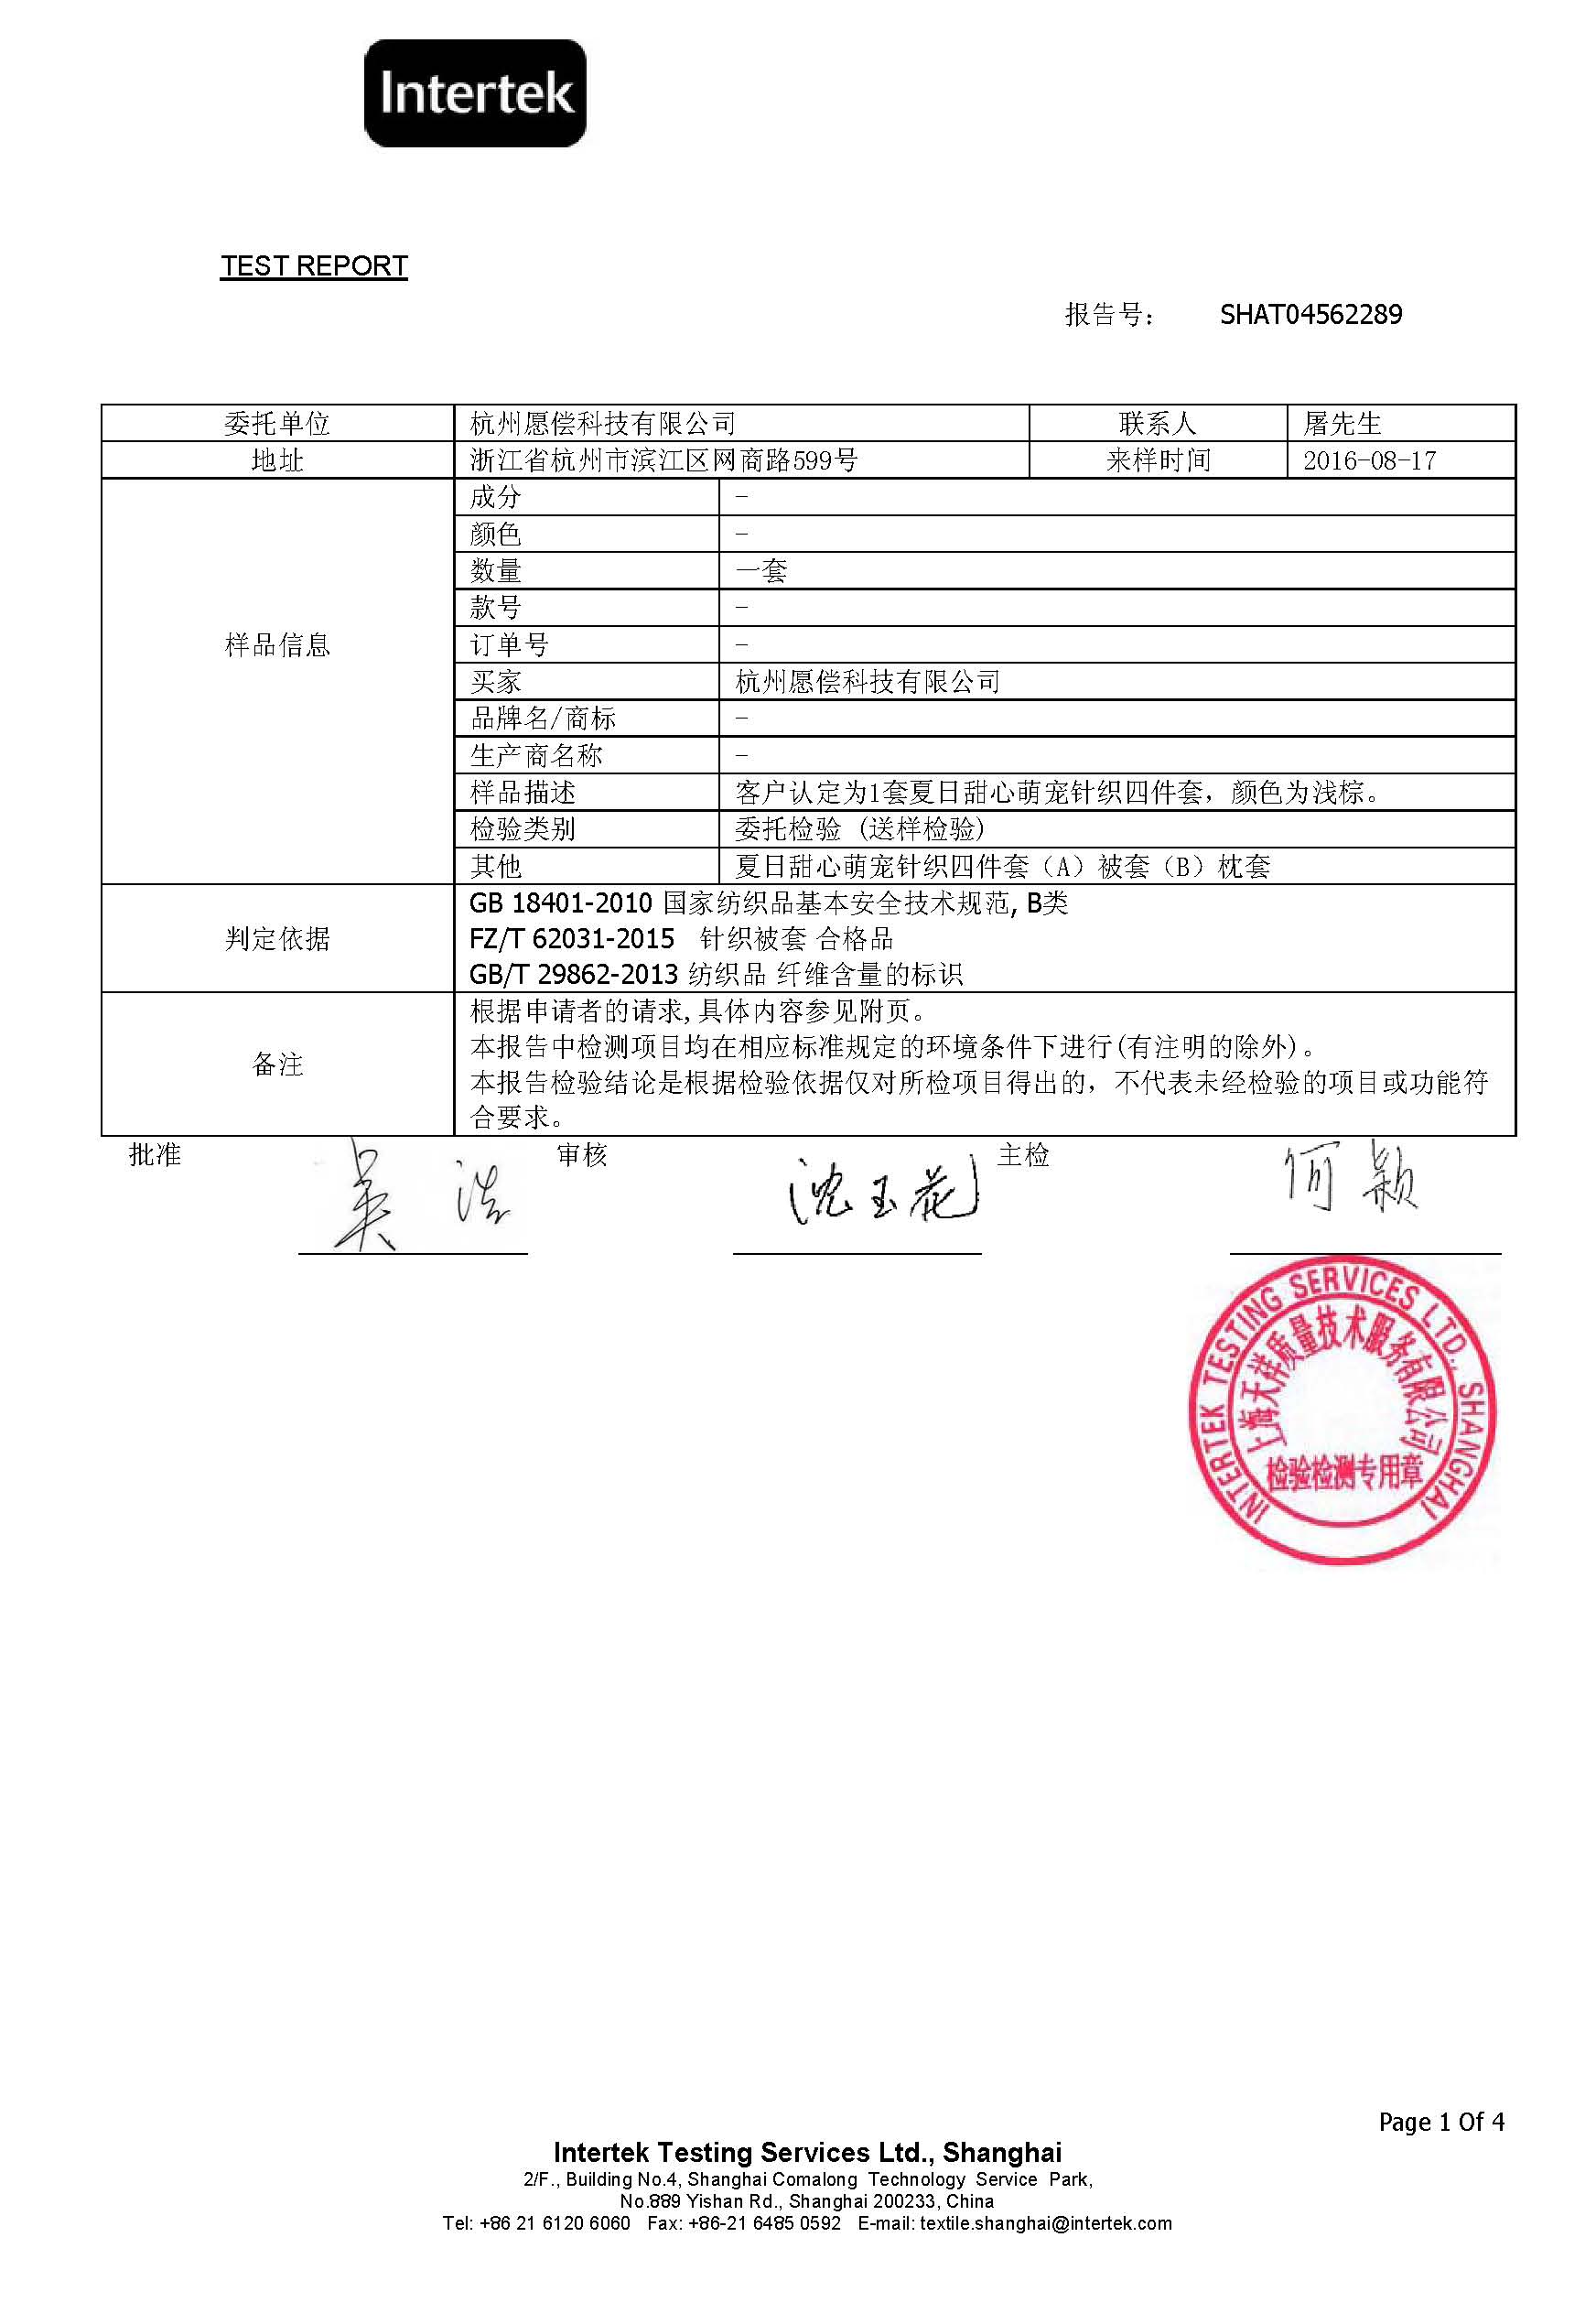 Intertek
TEST REPORT
报告号： SHAT04562289
委托单位 杭州愿偿科技有限公司 联系人 屠先生
地址 浙江省杭州市滨江区网商路599号 来样时间 2016-08-17
样品信息
成分 -
颜色 -
数量 一套
款号 -
订单号 -
买家 杭州愿偿科技有限公司
品牌名/商标 -
生产商名称 -
样品描述 客户认定为1套夏日甜心萌宠针织四件套，颜色为浅棕。
检验类别 委托检验 (送样检验)
其他 夏日甜心萌宠针织四件套（A）被套（B）枕套
判定依据
GB 18401-2010 国家纺织品基本安全技术规范, B类
FZ/T 62031-2015 针织被套 合格品
GB/T 29862-2013 纺织品 纤维含量的标识
备注
根据申请者的请求,具体内容参见附页。
本报告中检测项目均在相应标准规定的环境条件下进行(有注明的除外)。
本报告检验结论是根据检验依据仅对所检项目得出的，不代表未经检验的项目或功能符
合要求。
批准 吴浩 审核 沈玉花 主检 何颖
INTERTEK TESTING SERVICES LTD., SHANGHAI
上海天祥质量技术服务有限公司
检验检测专用章
Page 1 Of 4
Intertek Testing Services Ltd., Shanghai
2/F., Building No.4, Shanghai Comalong Technology Service Park,
No.889 Yishan Rd., Shanghai 200233, China
Tel: +86 21 6120 6060 Fax: +86-21 6485 0592 E-mail: textile.shanghai@intertek.com